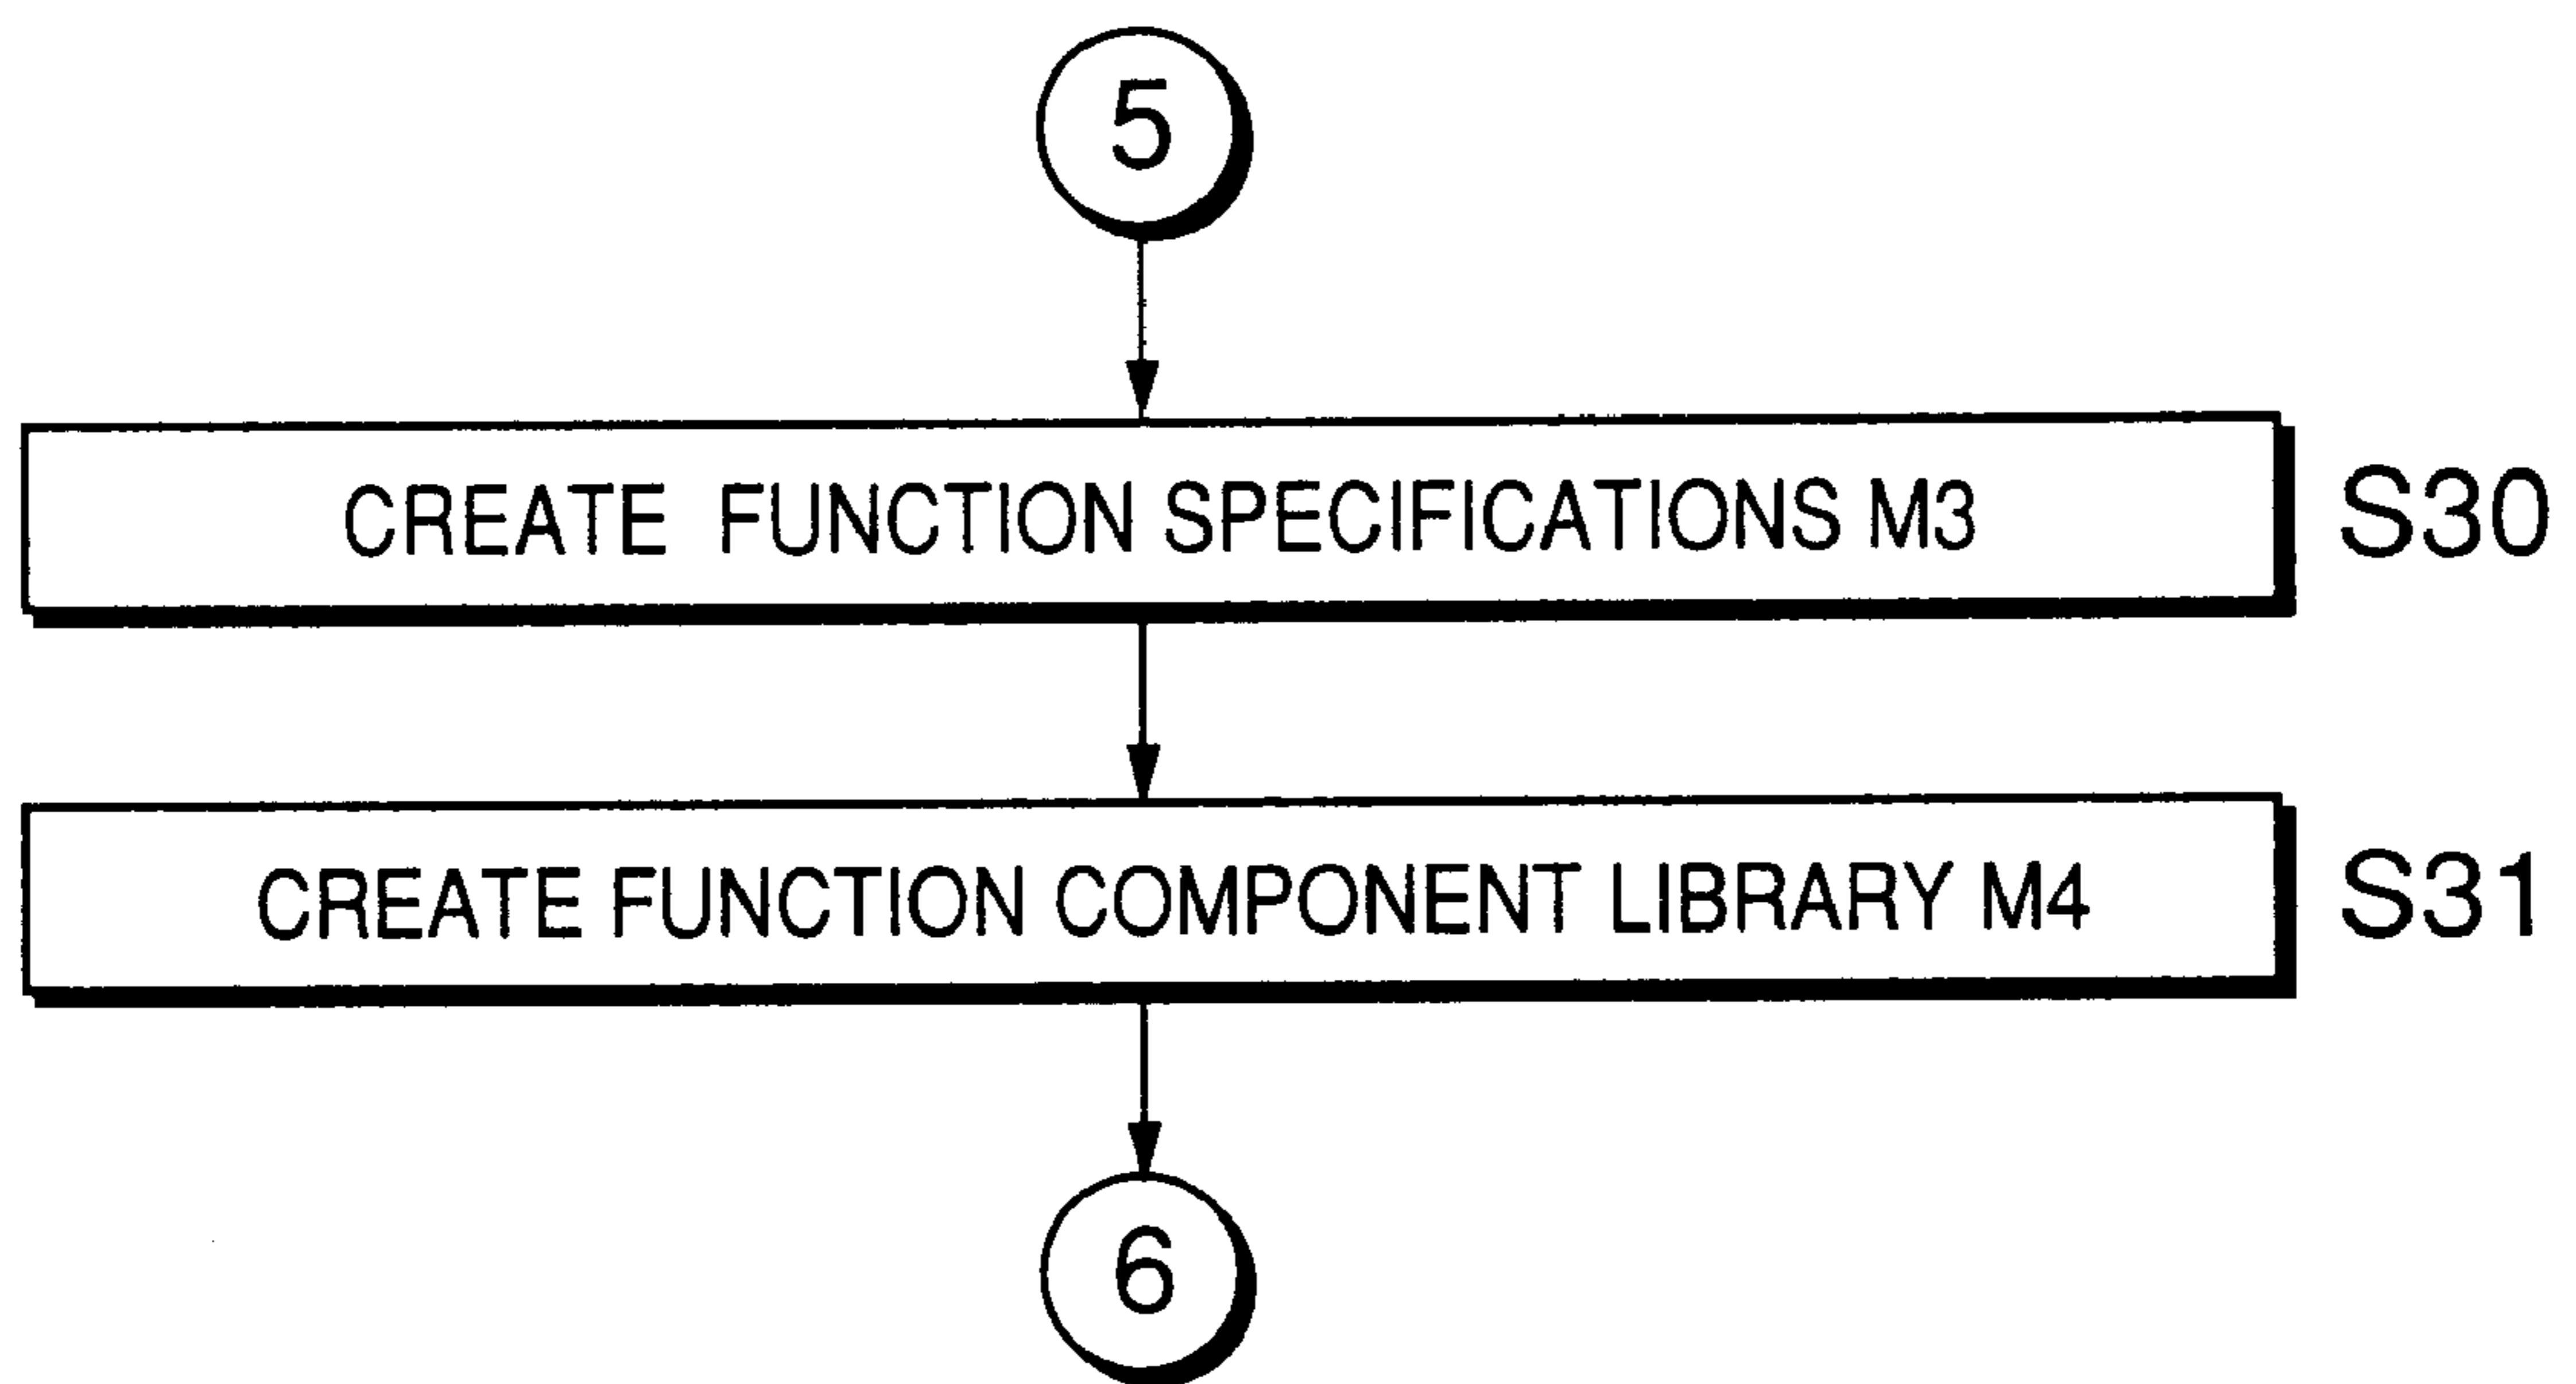 5
CREATE FUNCTION SPECIFICATIONS M3 S30
CREATE FUNCTION COMPONENT LIBRARY M4 S31
6